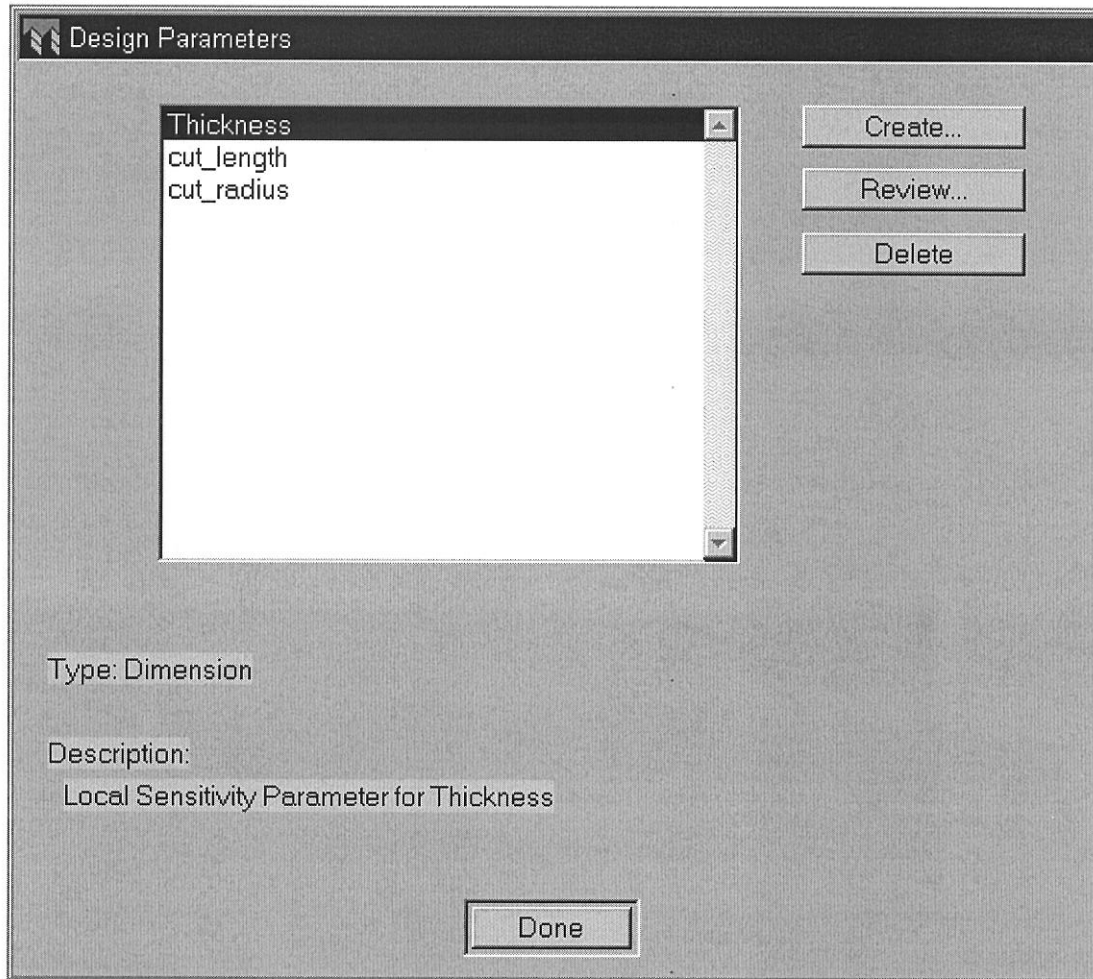 Design Parameters
Thickness
cut_length
cut_radius
Create...
Review...
Delete
Type: Dimension
Description:
Local Sensitivity Parameter for Thickness
Done